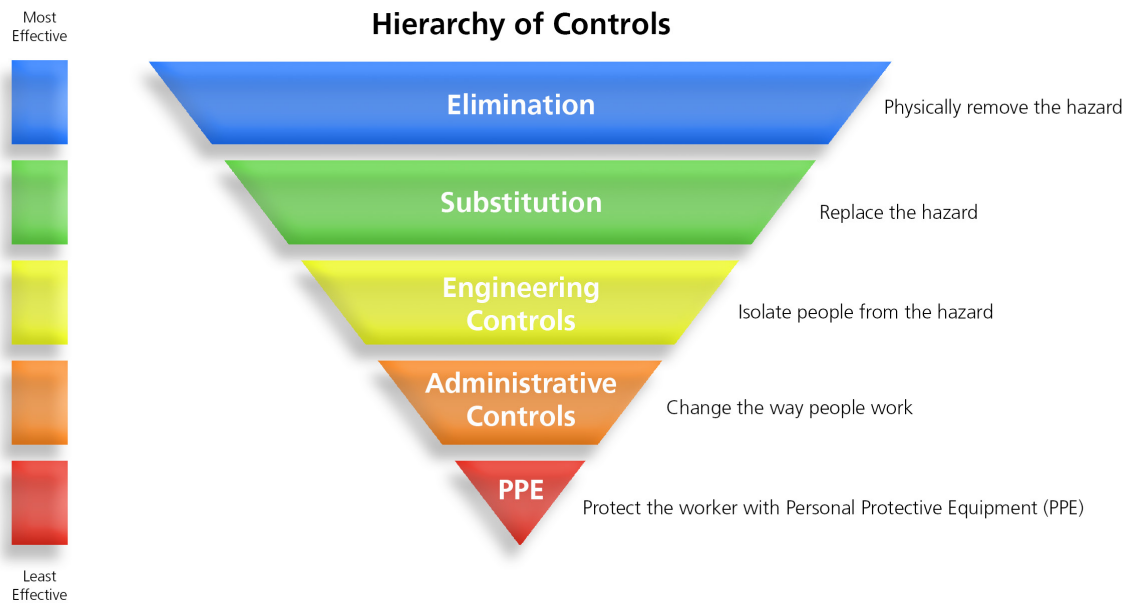 Most
Effective
Hierarchy of Controls
Elimination
Physically remove the hazard
Substitution
Replace the hazard
Engineering
Controls
Isolate people from the hazard
Administrative
Controls
Change the way people work
PPE
Protect the worker with Personal Protective Equipment (PPE)
Least
Effective